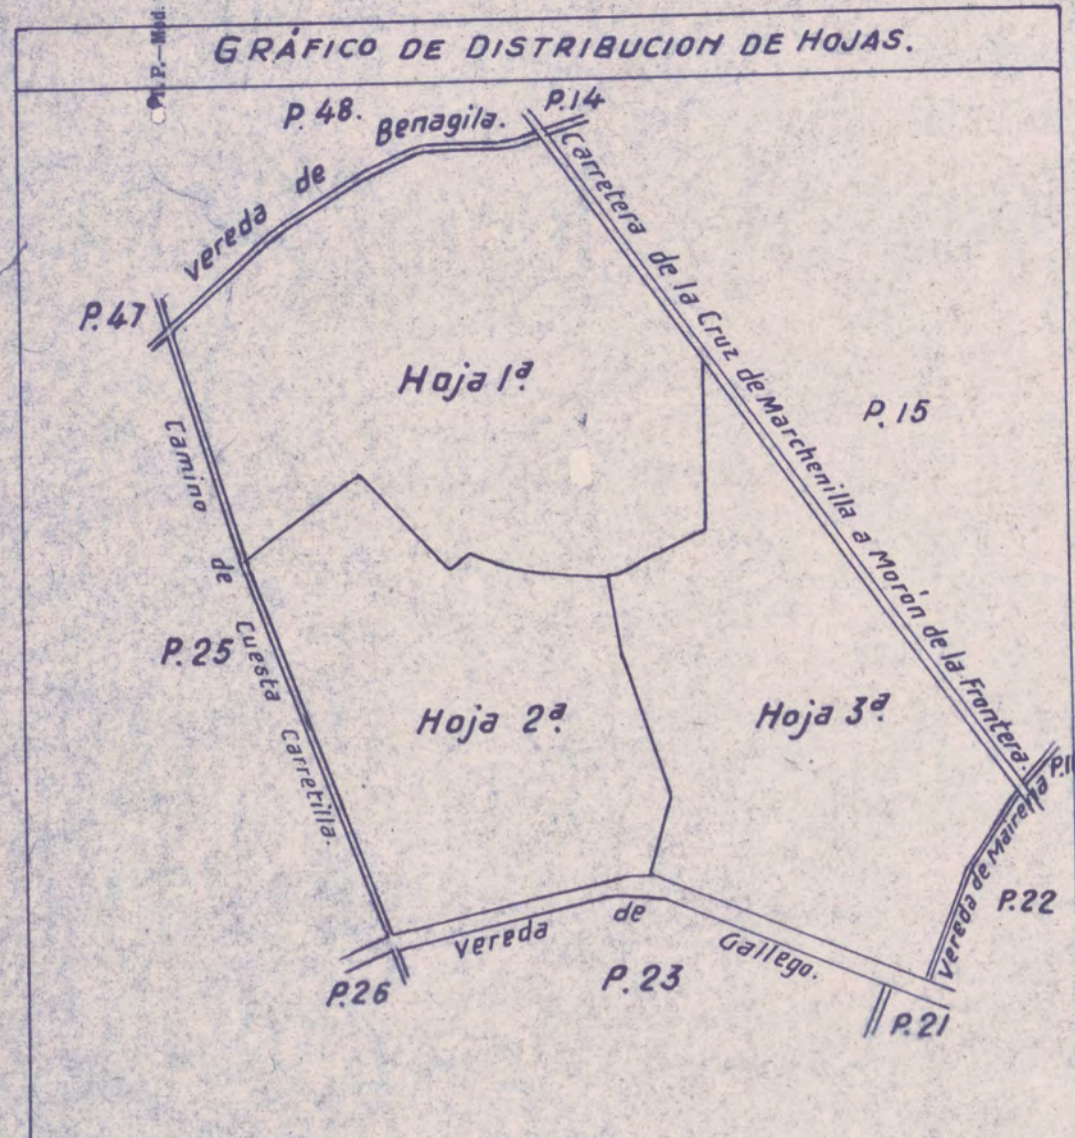 GRÁFICO DE DISTRIBUCION DE HOJAS.
P. 48.
Vereda de Benagila.
P.14
P.47
Carretera de la Cruz de Marchenilla a Morón de la Frontera.
Hoja 1ª
P. 15
Camino de Cuesta Carretilla.
P.25
Hoja 2ª
Hoja 3ª
Vereda de Mairena
P.22
Vereda de Gallego.
P.26
P.23
P.21